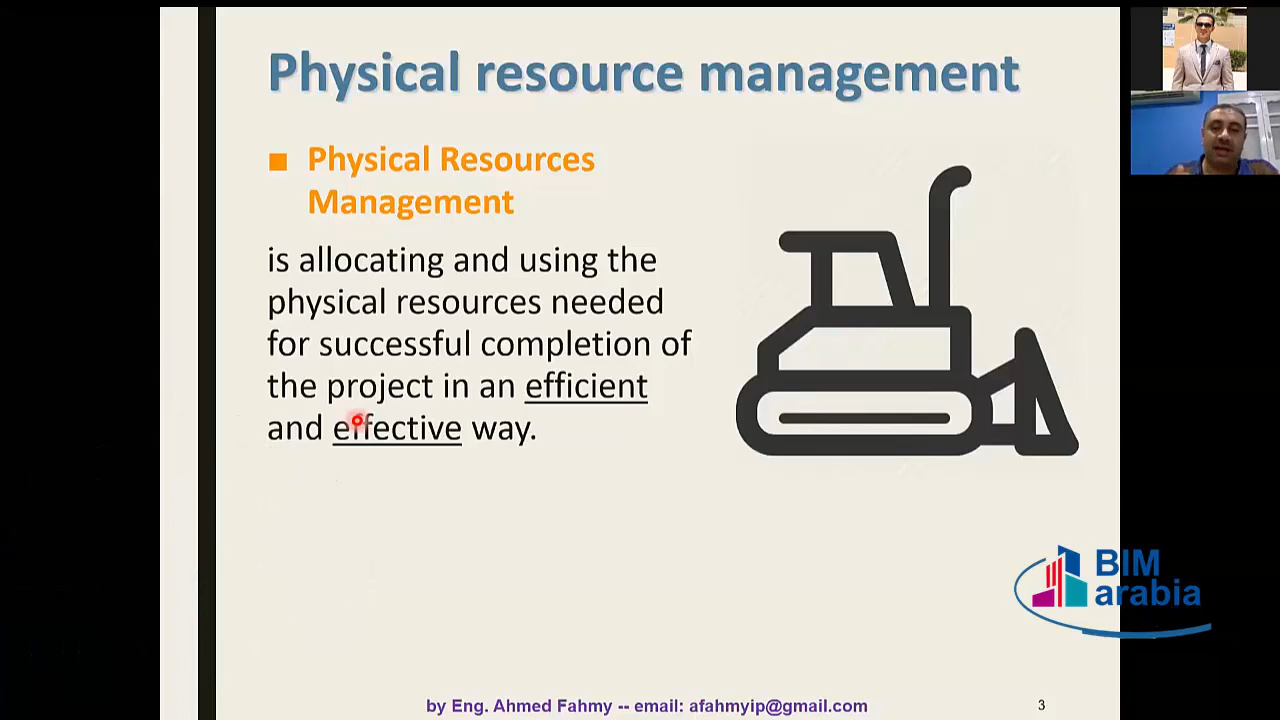 Physical resource management
Physical Resources
Management
is allocating and using the
physical resources needed
for successful completion of
the project in an efficient
and effective way.
BIM
arabia
by Eng. Ahmed Fahmy -- email: afahmyip@gmail.com
3